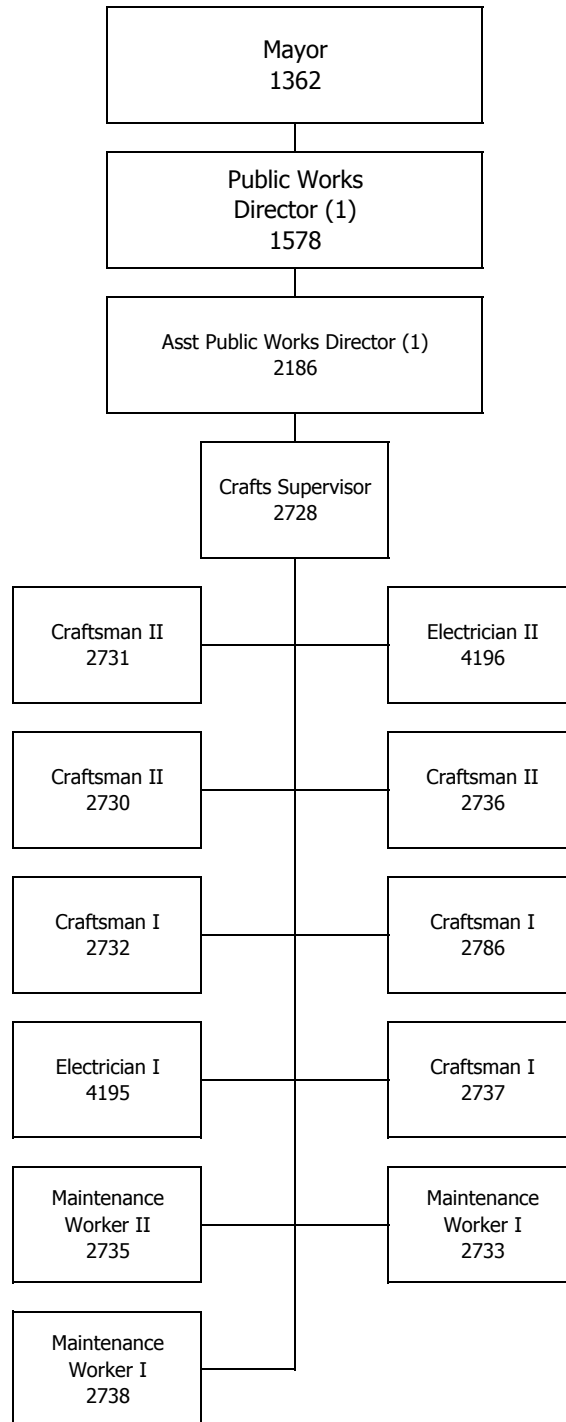 Mayor
1362
Public Works
Director (1)
1578
Asst Public Works Director (1)
2186
Crafts Supervisor
2728
Craftsman II
2731
Electrician II
4196
Craftsman II
2730
Craftsman II
2736
Craftsman I
2732
Craftsman I
2786
Electrician I
4195
Craftsman I
2737
Maintenance
Worker II
2735
Maintenance
Worker I
2733
Maintenance
Worker I
2738